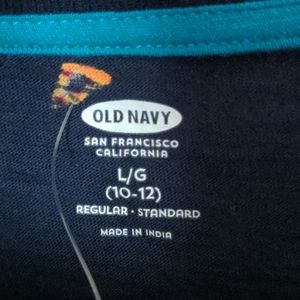 OLD NAVY
SAN FRANCISCO
CALIFORNIA
L/G
(10-12)
REGULAR · STANDARD
MADE IN INDIA